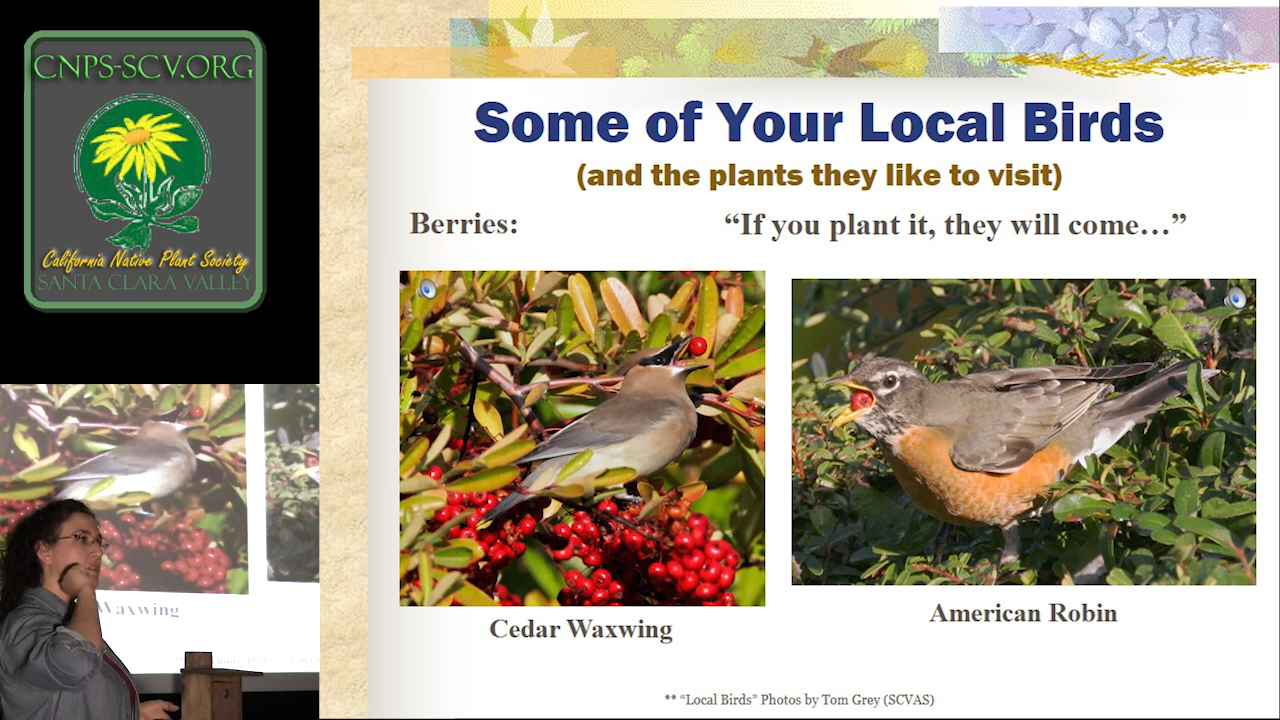 CNPS-SCV.ORG
California Native Plant Society
SANTA CLARA VALLEY
Some of Your Local Birds
(and the plants they like to visit)
Berries:
“If you plant it, they will come…”
Cedar Waxwing
American Robin
** “Local Birds” Photos by Tom Grey (SCVAS)
Waxwing